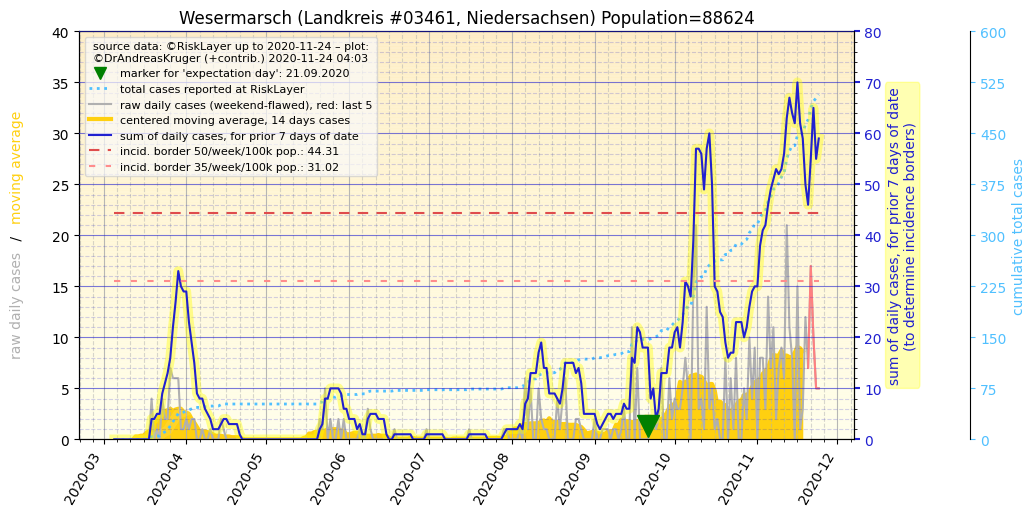 Wesermarsch (Landkreis #03461, Niedersachsen) Population=88624
source data: ©RiskLayer up to 2020-11-24 – plot:
©DrAndreasKruger (+contrib.) 2020-11-24 04:03
marker for 'expectation day': 21.09.2020
total cases reported at RiskLayer
raw daily cases (weekend-flawed), red: last 5
centered moving average, 14 days cases
sum of daily cases, for prior 7 days of date
incid. border 50/week/100k pop.: 44.31
incid. border 35/week/100k pop.: 31.02
raw daily cases / moving average
40
35
30
25
20
15
10
5
0
2020-03
2020-04
2020-05
2020-06
2020-07
2020-08
2020-09
2020-10
2020-11
2020-12
80
70
60
50
40
30
20
10
0
sum of daily cases, for prior 7 days of date
(to determine incidence borders)
600
525
450
375
300
225
150
75
0
cumulative total cases